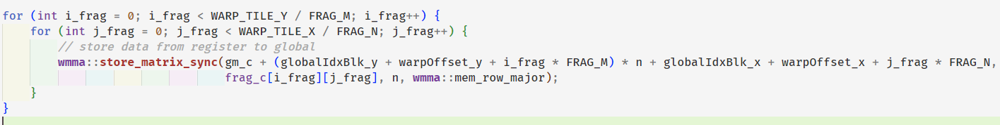 for (int i_frag = 0; i_frag < WARP_TILE_Y / FRAG_M; i_frag++) {
    for (int j_frag = 0; j_frag < WARP_TILE_X / FRAG_N; j_frag++) {
        // store data from register to global
        wmma::store_matrix_sync(gm_c + (globalIdxBlk_y + warpOffset_y + i_frag * FRAG_M) * n + globalIdxBlk_x + warpOffset_x + j_frag * FRAG_N,
                                frag_c[i_frag][j_frag], n, wmma::mem_row_major);
    }
}